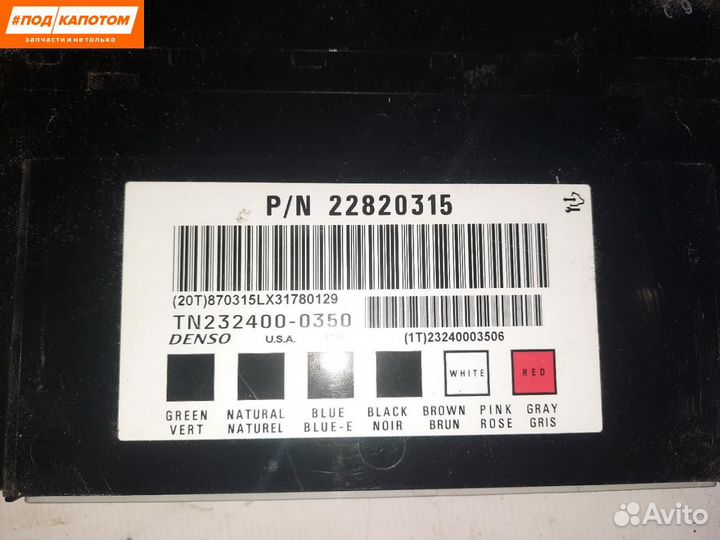 #ПОД КАПОТОМ
запчасти и не только
P/N 22820315
(20T)870315LX31780129
TN232400-0350
(1T)23240003506
DENSO U.S.A.
WHITE RED
GREEN NATURAL BLUE BLACK BROWN PINK GRAY
VERT NATUREL BLUE-E NOIR BRUN ROSE GRIS
Avito